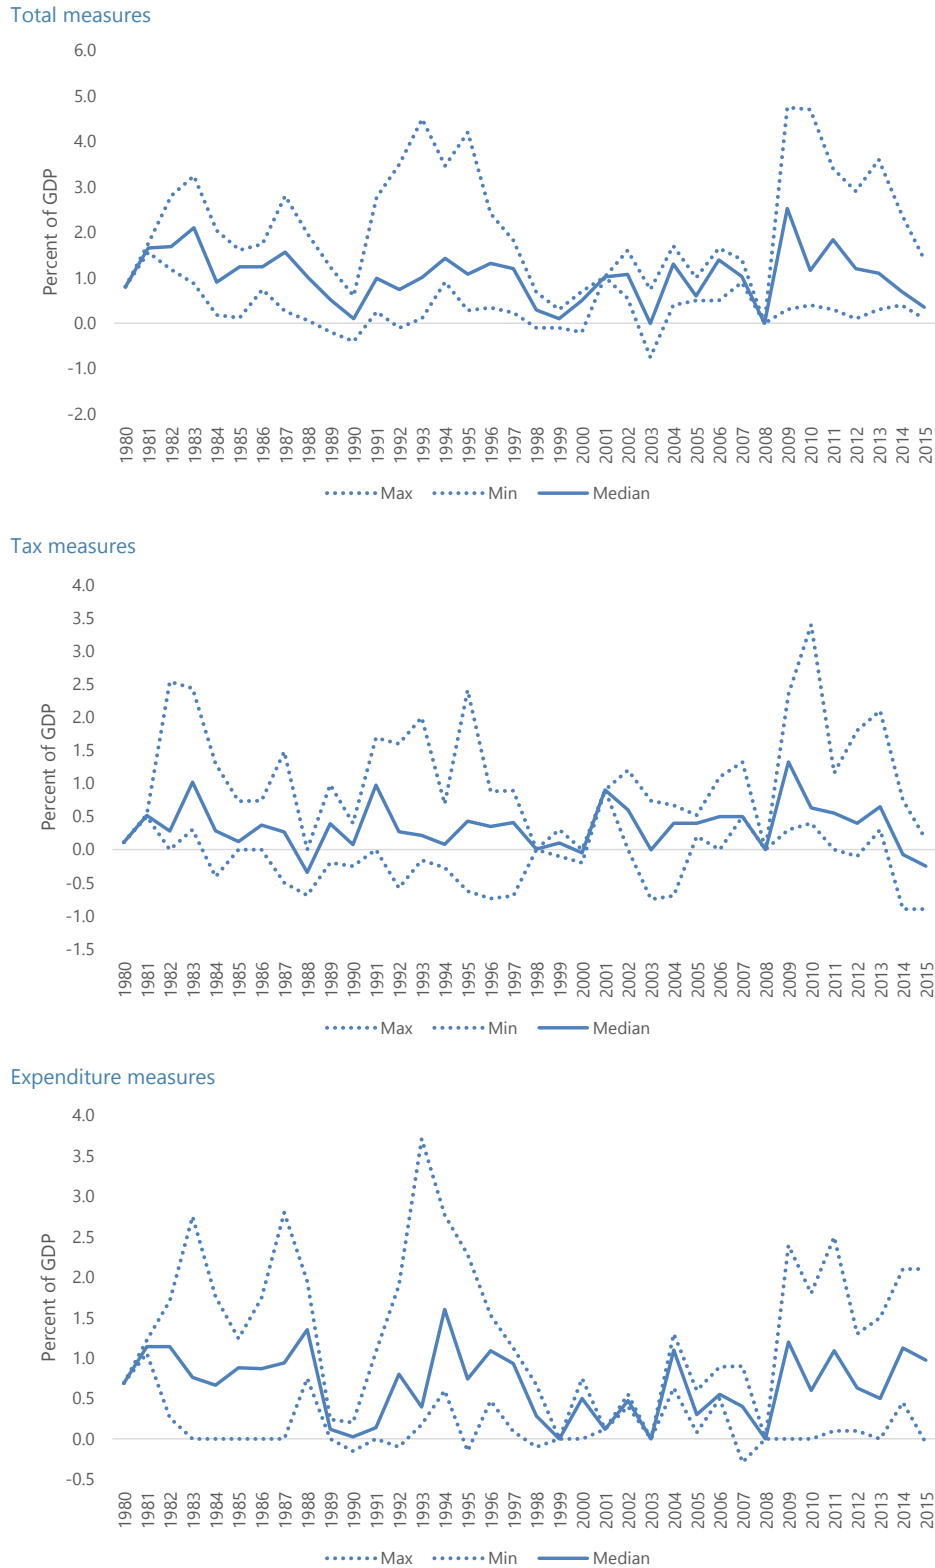 Total measures
6.0
5.0
4.0
3.0
2.0
1.0
0.0
-1.0
-2.0
Percent of GDP
1980 1981 1982 1983 1984 1985 1986 1987 1988 1989 1990 1991 1992 1993 1994 1995 1996 1997 1998 1999 2000 2001 2002 2003 2004 2005 2006 2007 2008 2009 2010 2011 2012 2013 2014 2015
Max Min Median
Tax measures
4.0
3.5
3.0
2.5
2.0
1.5
1.0
0.5
0.0
-0.5
-1.0
-1.5
Percent of GDP
1980 1981 1982 1983 1984 1985 1986 1987 1988 1989 1990 1991 1992 1993 1994 1995 1996 1997 1998 1999 2000 2001 2002 2003 2004 2005 2006 2007 2008 2009 2010 2011 2012 2013 2014 2015
Max Min Median
Expenditure measures
4.0
3.5
3.0
2.5
2.0
1.5
1.0
0.5
0.0
-0.5
Percent of GDP
1980 1981 1982 1983 1984 1985 1986 1987 1988 1989 1990 1991 1992 1993 1994 1995 1996 1997 1998 1999 2000 2001 2002 2003 2004 2005 2006 2007 2008 2009 2010 2011 2012 2013 2014 2015
Max Min Median